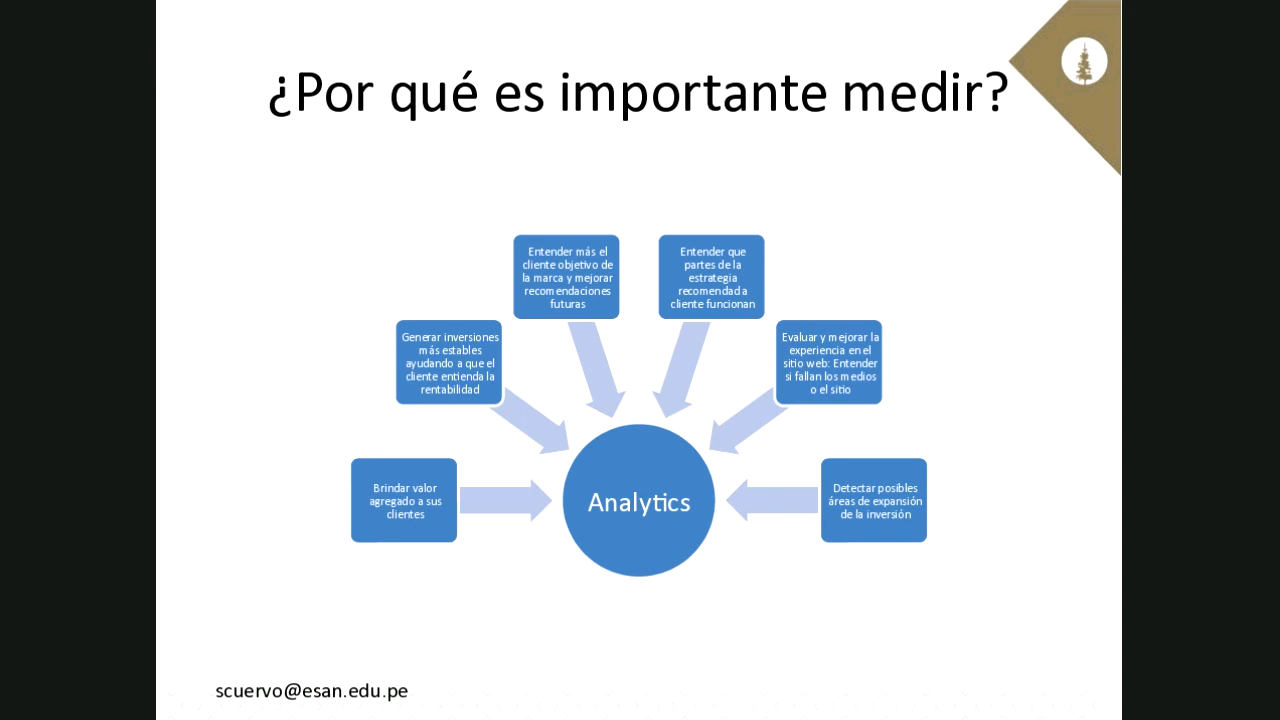 ¿Por qué es importante medir?
Entender más el
cliente objetivo de
la marca y mejorar
recomendaciones
futuras
Entender que
partes de la
estrategia
recomendada
cliente funcionan
Generar inversiones
más estables
ayudando a que el
cliente entienda la
rentabilidad
Evaluar y mejorar la
experiencia en el
sitio web: Entender
si fallan los medios
o el sitio
Brindar valor
agregado a sus
clientes
Analytics
Detectar posibles
áreas de expansión
de la inversión
scuervo@esan.edu.pe